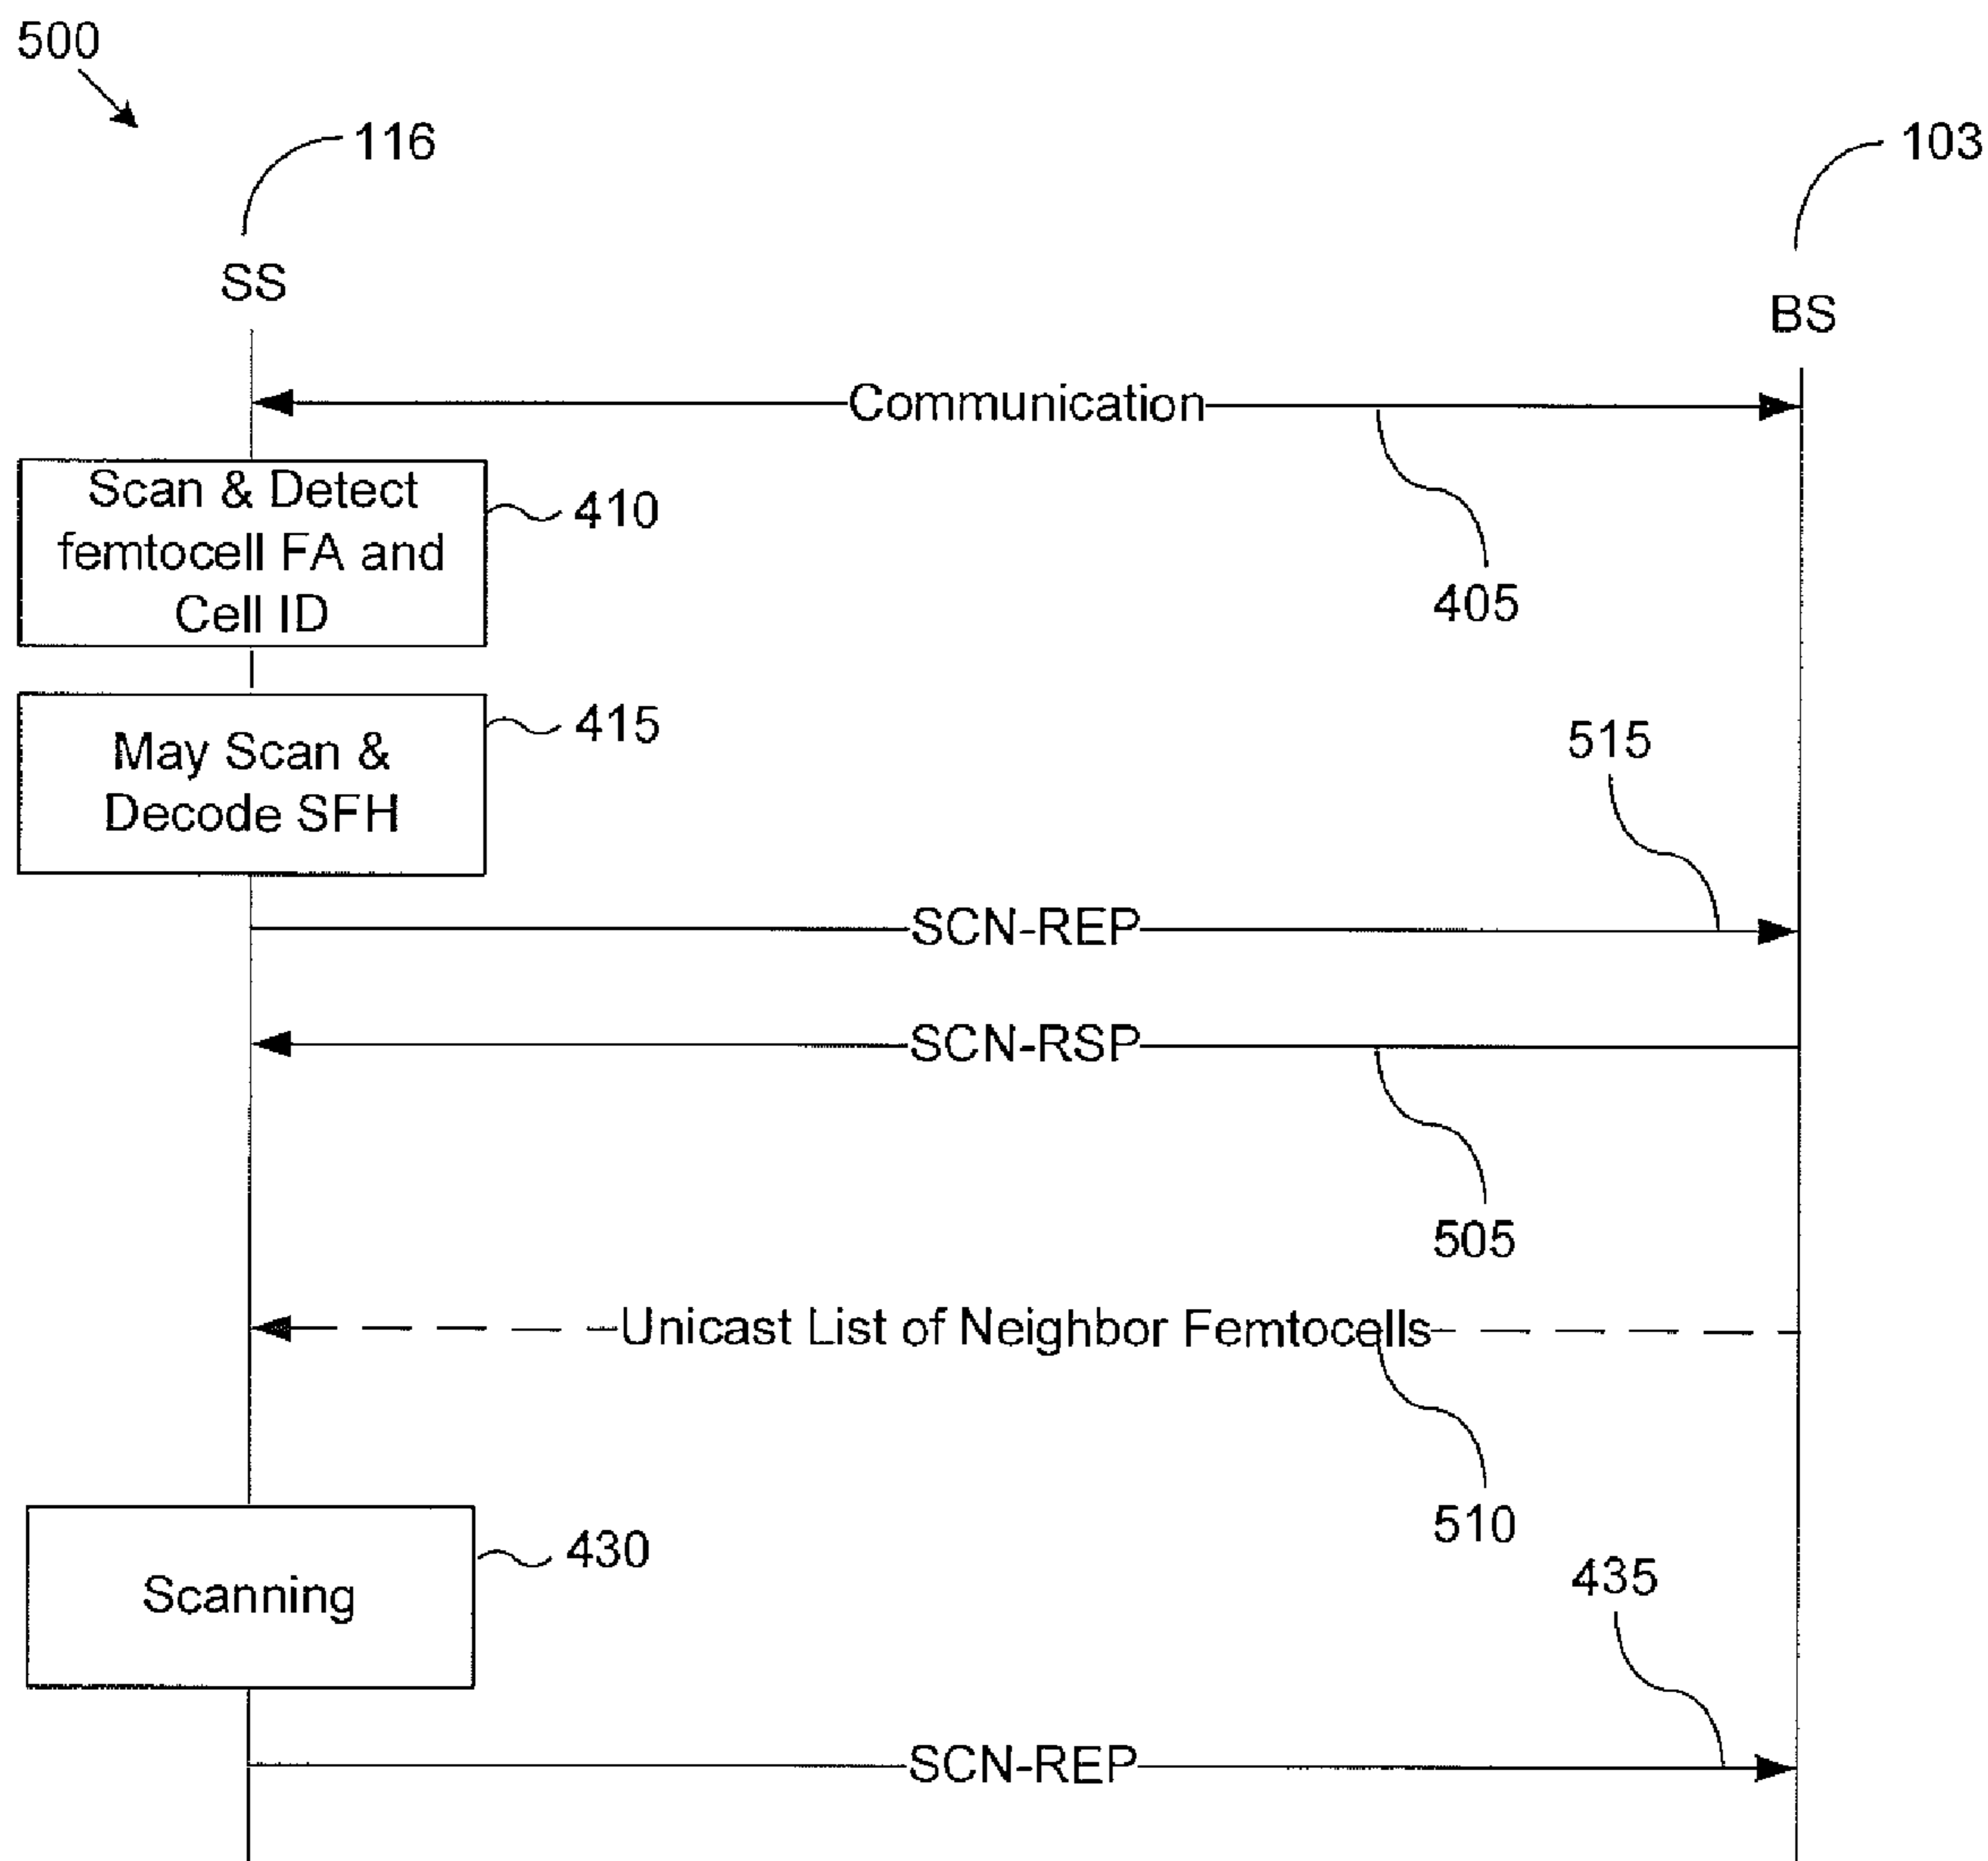 500
116
103
SS
BS
Communication
405
Scan & Detect
femtocell FA and
Cell ID
410
May Scan &
Decode SFH
415
515
SCN-REP
SCN-RSP
505
Unicast List of Neighbor Femtocells
510
Scanning
430
435
SCN-REP